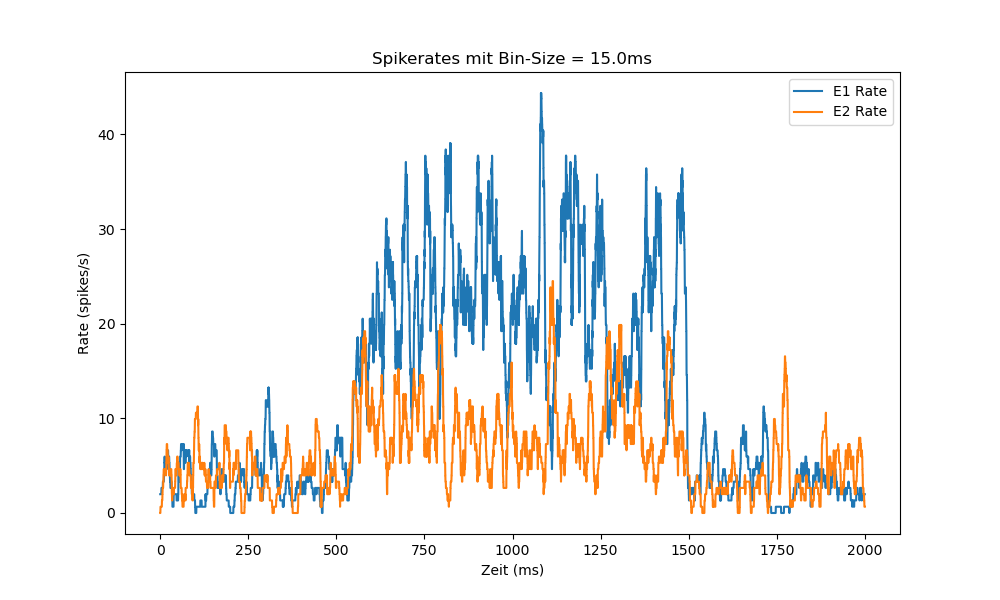 Spikerates mit Bin-Size = 15.0ms
E1 Rate
E2 Rate
Rate (spikes/s)
40
30
20
10
0
0 250 500 750 1000 1250 1500 1750 2000
Zeit (ms)